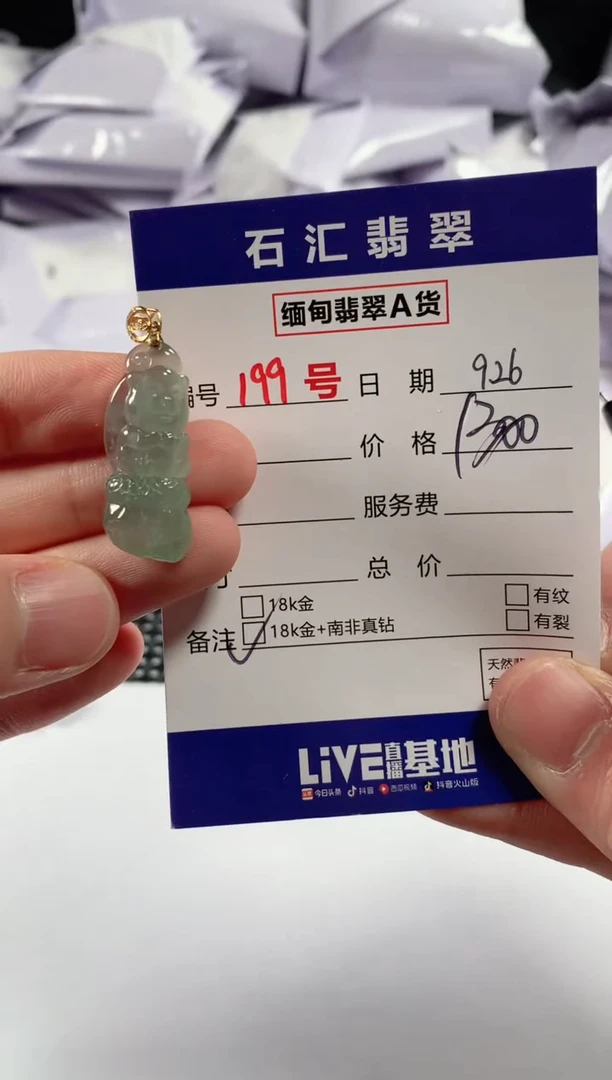 石汇翡翠
缅甸翡翠A货
号 199号 日期 926
价格
服务费
总价
18k金 有纹
备注 18k金+南非真钻 有裂
天然
LiVE直播基地
今日头条 抖音 西瓜视频 抖音火山版